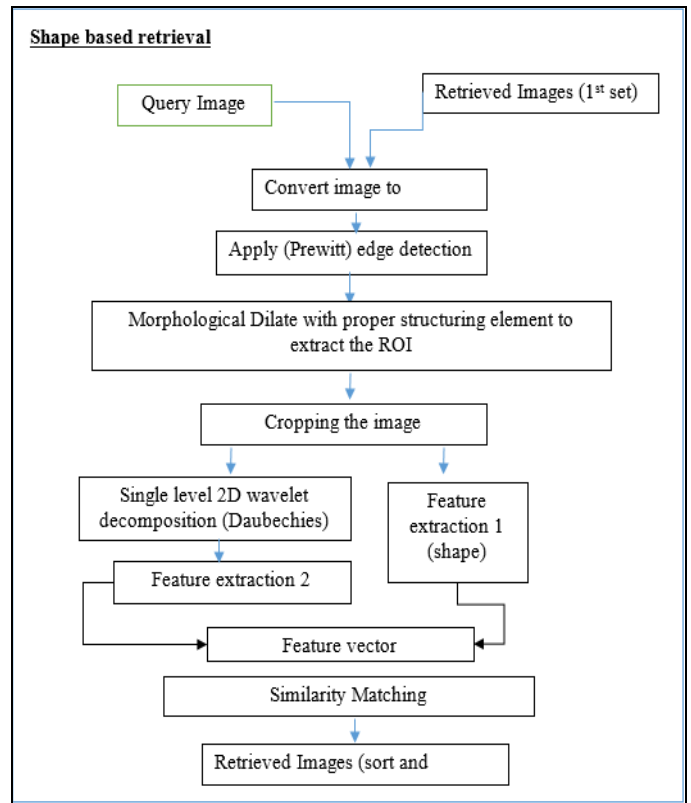 Shape based retrieval
Query Image
Retrieved Images (1st set)
Convert image to
Apply (Prewitt) edge detection
Morphological Dilate with proper structuring element to
extract the ROI
Cropping the image
Single level 2D wavelet
decomposition (Daubechies)
Feature
extraction 1
(shape)
Feature extraction 2
Feature vector
Similarity Matching
Retrieved Images (sort and